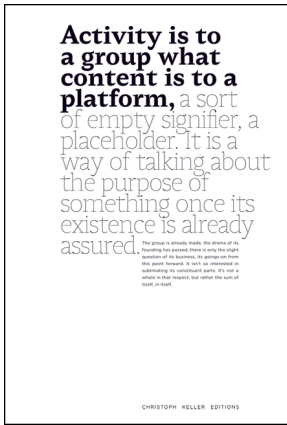 Activity is to
a group what
content is to a
platform, a sort
of empty signifier, a
placeholder. It is a
way of talking about
the purpose of
something once its
existence is already
assured.
The group is already made, the drama of its
founding has passed; there is only the slight
question of its business, its goings-on from
this point forward. It isn't so interested in
sublimating its constituent parts. It's not a
whole in that respect, but rather the sum of
itself, in itself.
CHRISTOPH KELLER EDITIONS